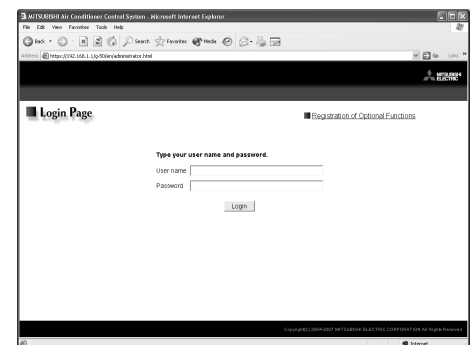 MITSUBISHI Air Conditioner Control System - Microsoft Internet Explorer
File Edit View Favorites Tools Help
Back Search Favorites Media
Address https://192.168.1.1/g-50/en/administrator.html Go Links
MITSUBISHI ELECTRIC
Login Page
Registration of Optional Functions
Type your user name and password.
User name
Password
Login
Copyright(C) 2004-2007 MITSUBISHI ELECTRIC CORPORATION All Rights Reserved
Internet